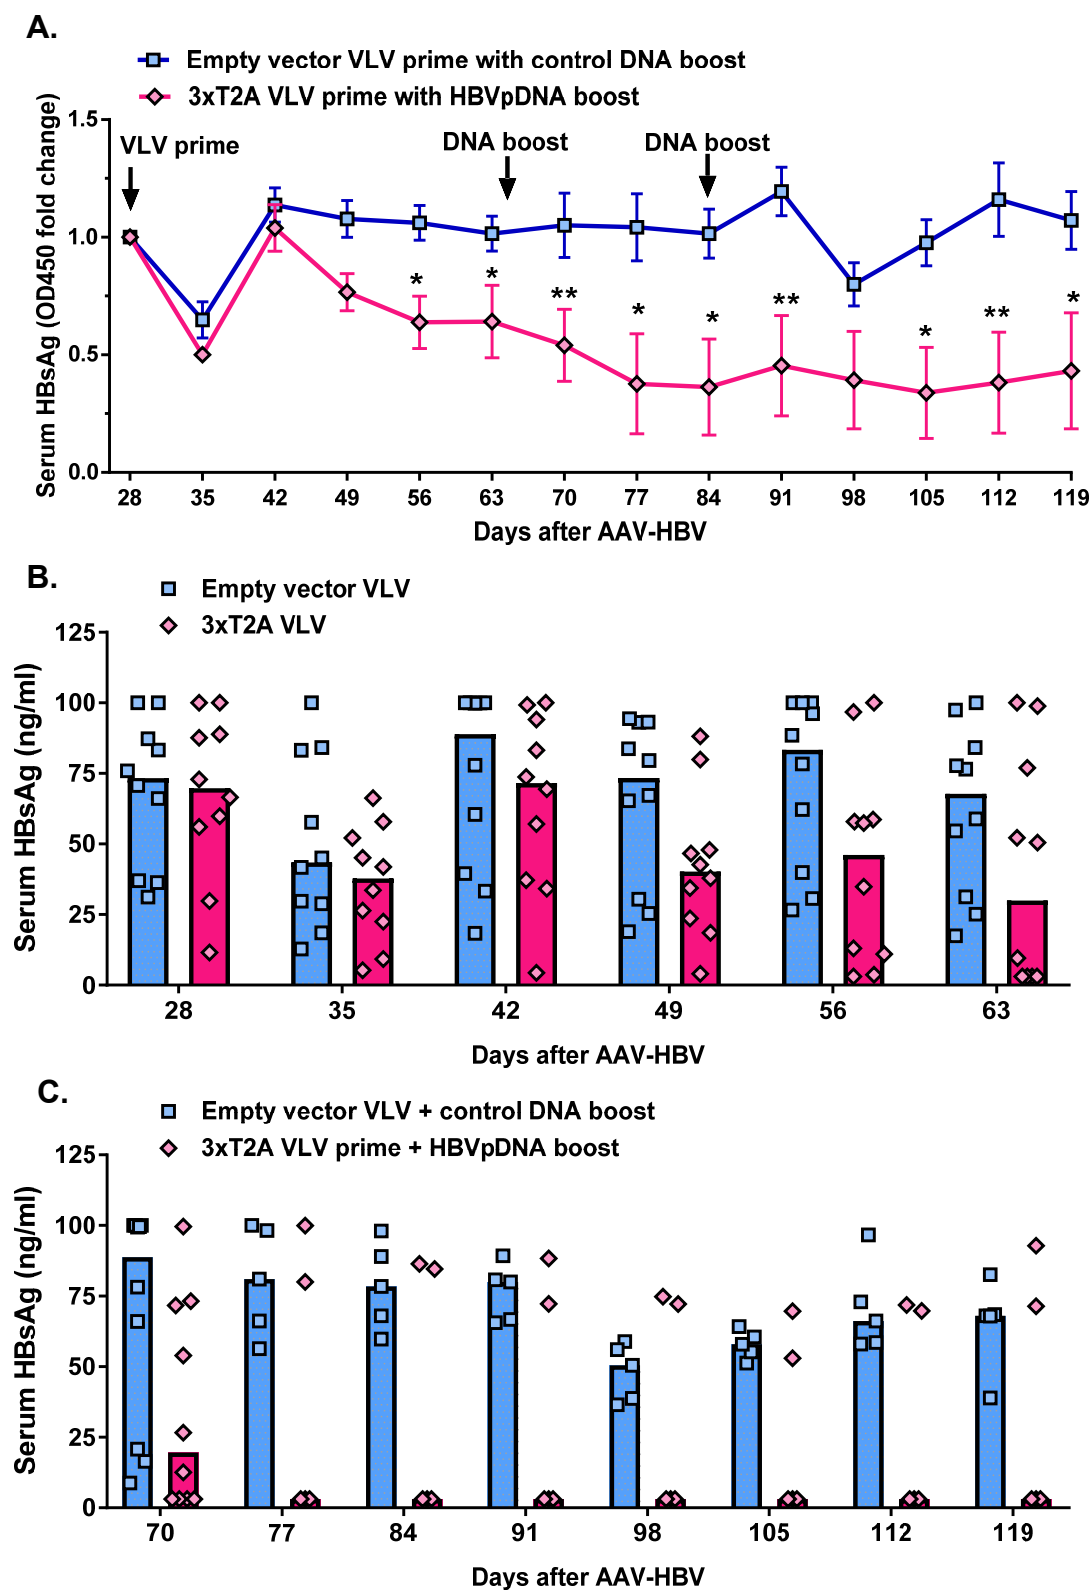 A.
Empty vector VLV prime with control DNA boost
3xT2A VLV prime with HBVpDNA boost
Serum HBsAg (OD450 fold change)
1.5
1.0
0.5
0.0
VLV prime
DNA boost
DNA boost
* * ** * * ** * ** *
28 35 42 49 56 63 70 77 84 91 98 105 112 119
Days after AAV-HBV
B.
Empty vector VLV
3xT2A VLV
Serum HBsAg (ng/ml)
125
100
75
50
25
0
28 35 42 49 56 63
Days after AAV-HBV
C.
Empty vector VLV + control DNA boost
3xT2A VLV prime + HBVpDNA boost
Serum HBsAg (ng/ml)
125
100
75
50
25
0
70 77 84 91 98 105 112 119
Days after AAV-HBV